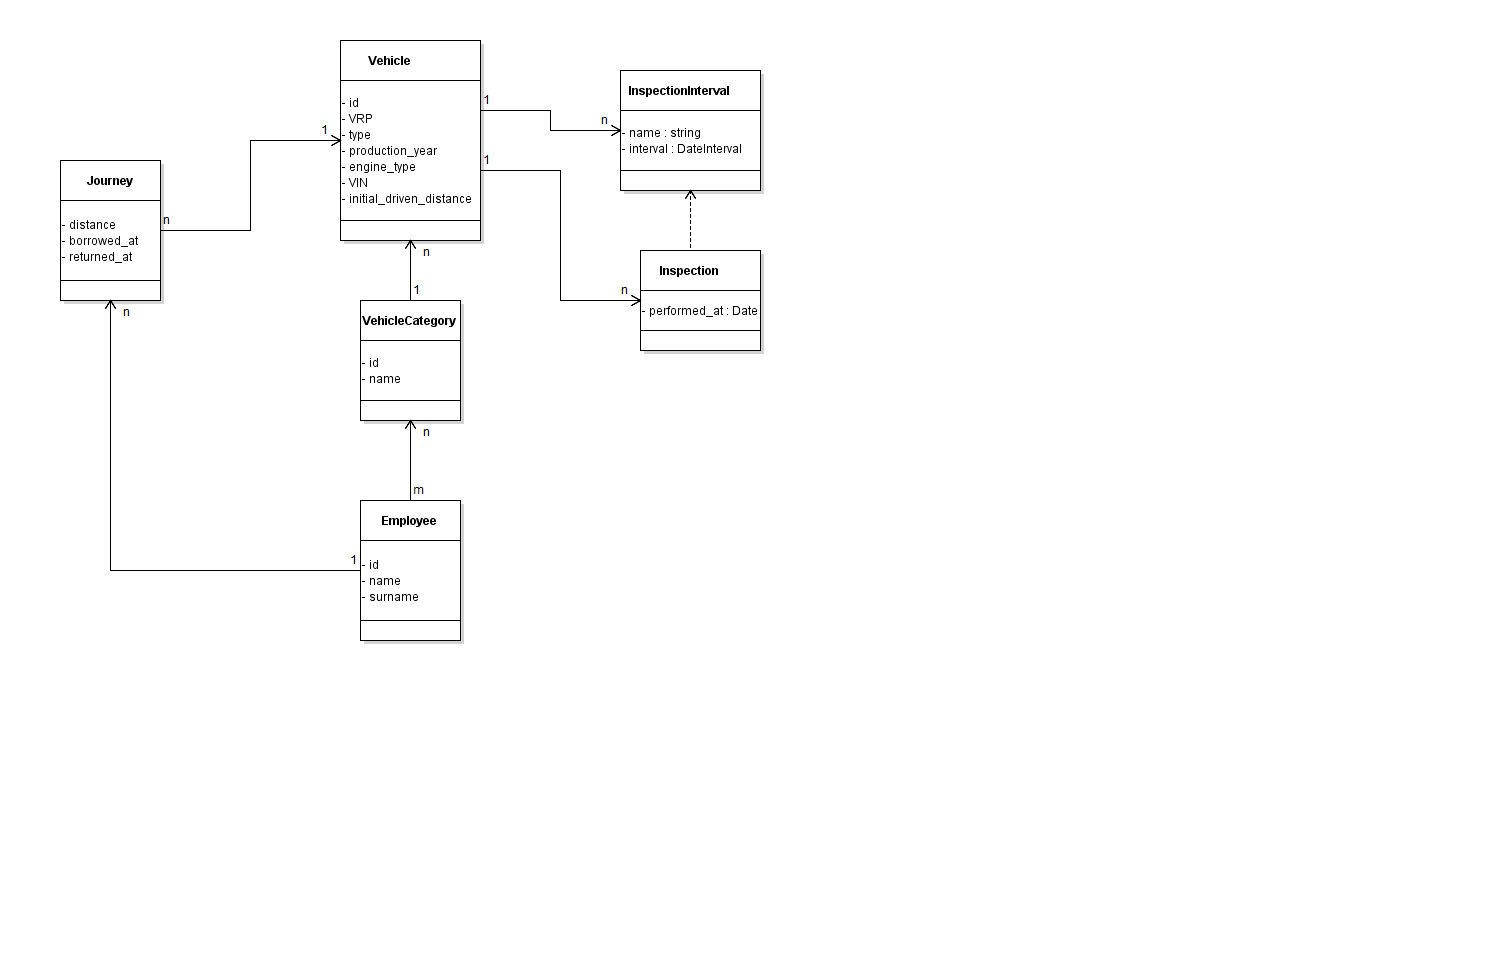 Vehicle
- id
- VRP
- type
- production_year
- engine_type
- VIN
- initial_driven_distance
1
n
1
n
InspectionInterval
- name : string
- interval : DateInterval
1
n
Journey
- distance
- borrowed_at
- returned_at
n
n
1
Inspection
- performed_at : Date
VehicleCategory
- id
- name
n
m
Employee
- id
- name
- surname
1
n